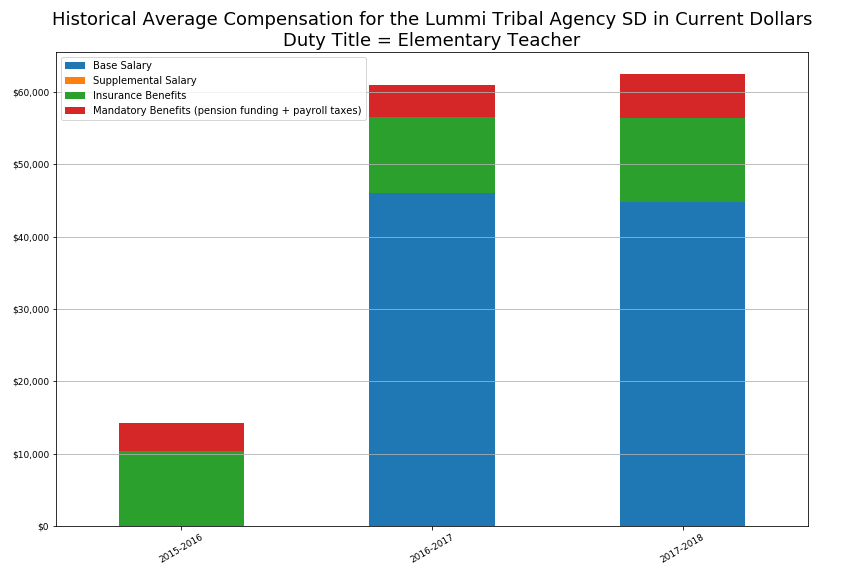 Historical Average Compensation for the Lummi Tribal Agency SD in Current Dollars
Duty Title = Elementary Teacher
Base Salary
Supplemental Salary
Insurance Benefits
Mandatory Benefits (pension funding + payroll taxes)
$60,000
$50,000
$40,000
$30,000
$20,000
$10,000
$0
2015-2016
2016-2017
2017-2018